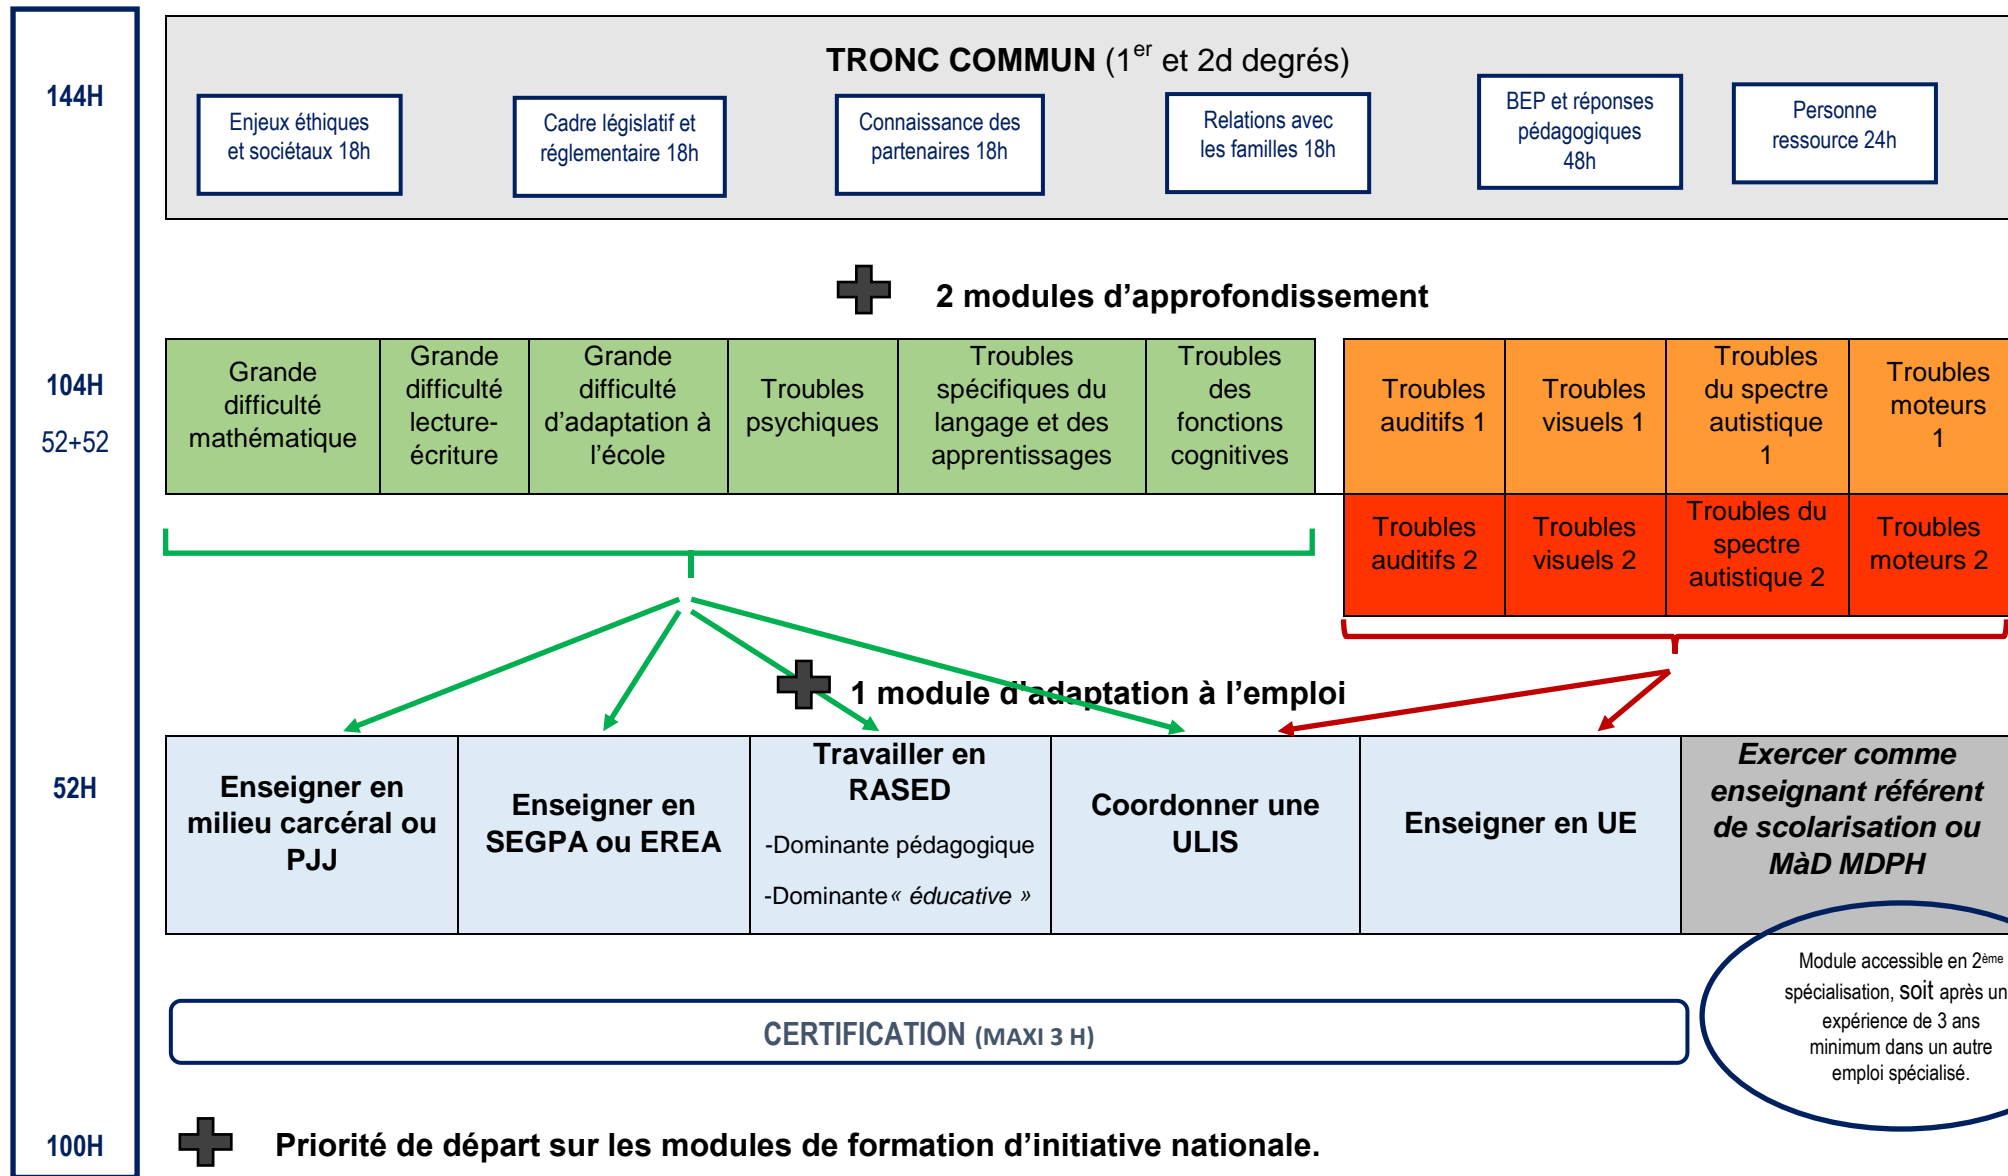 TRONC COMMUN (1er et 2d degrés)
144H
Enjeux éthiques
et sociétaux 18h
Cadre législatif et
réglementaire 18h
Connaissance des
partenaires 18h
Relations avec
les familles 18h
BEP et réponses
pédagogiques
48h
Personne
ressource 24h
2 modules d'approfondissement
104H
52+52
Grande
difficulté
mathématique
Grande
difficulté
lecture-
écriture
Grande
difficulté
d'adaptation à
l'école
Troubles
psychiques
Troubles
spécifiques du
langage et des
apprentissages
Troubles
des
fonctions
cognitives
Troubles
auditifs 1
Troubles
visuels 1
Troubles
du spectre
autistique
1
Troubles
moteurs
1
Troubles
auditifs 2
Troubles
visuels 2
Troubles du
spectre
autistique 2
Troubles
moteurs 2
1 module d'adaptation à l'emploi
52H
Enseigner en
milieu carcéral ou
PJJ
Enseigner en
SEGPA ou EREA
Travailler en
RASED
-Dominante pédagogique
-Dominante« éducative »
Coordonner une
ULIS
Enseigner en UE
Exercer comme
enseignant référent
de scolarisation ou
MàD MDPH
Module accessible en 2ème
spécialisation, soit après un
expérience de 3 ans
minimum dans un autre
emploi spécialisé.
CERTIFICATION (MAXI 3 H)
100H
Priorité de départ sur les modules de formation d'initiative nationale.